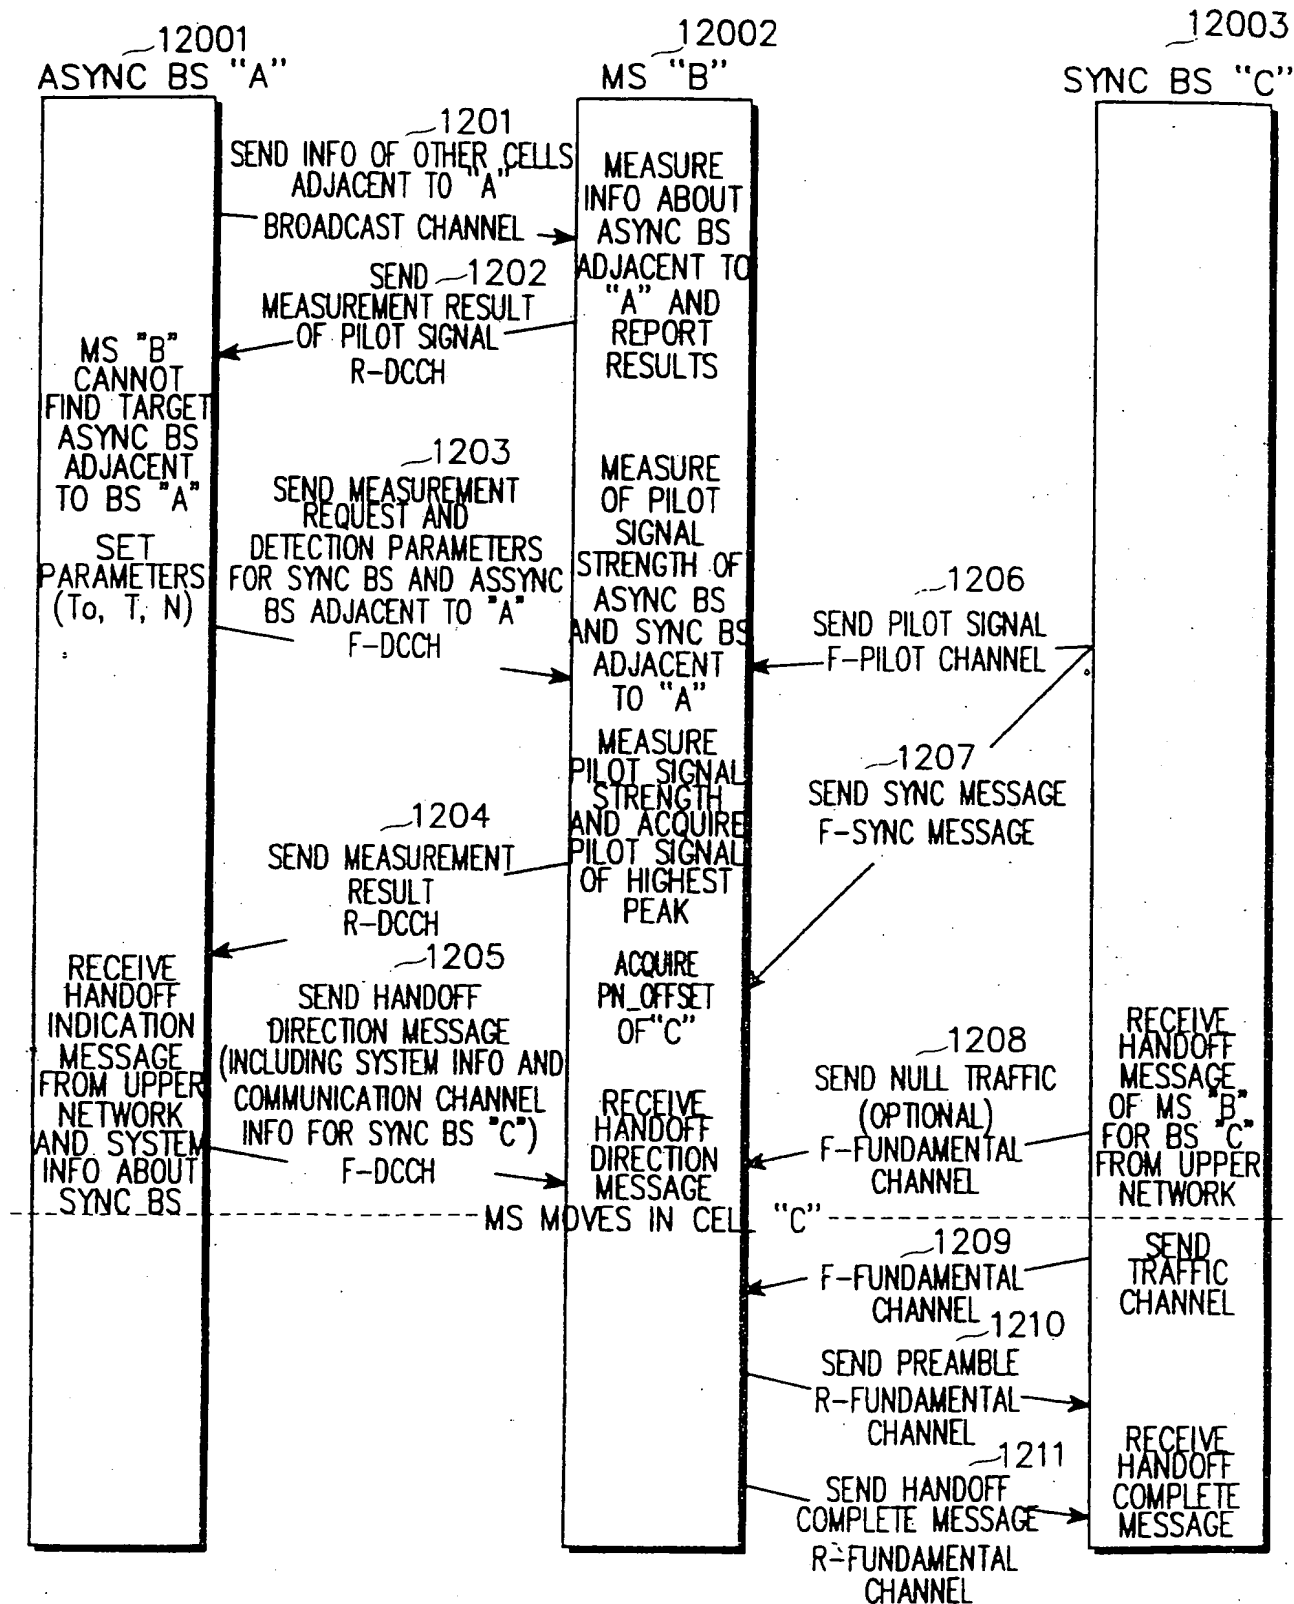 12001
ASYNC BS "A"
12002
MS "B"
12003
SYNC BS "C"
1201
SEND INFO OF OTHER CELLS
ADJACENT TO "A"
BROADCAST CHANNEL
MEASURE
INFO ABOUT
ASYNC BS
ADJACENT TO
"A" AND
REPORT
RESULTS
SEND 1202
MEASUREMENT RESULT
OF PILOT SIGNAL
R-DCCH
MS "B"
CANNOT
FIND TARGET
ASYNC BS
ADJACENT
TO BS "A"
SET
PARAMETERS
(To, T, N)
1203
SEND MEASUREMENT
REQUEST AND
DETECTION PARAMETERS
FOR SYNC BS AND ASSYNC
BS ADJACENT TO "A"
F-DCCH
MEASURE
OF PILOT
SIGNAL
STRENGTH OF
ASYNC BS
AND SYNC BS
ADJACENT
TO "A"
1206
SEND PILOT SIGNAL
F-PILOT CHANNEL
MEASURE
PILOT SIGNAL
STRENGTH
AND ACQUIRE
PILOT SIGNAL
OF HIGHEST
PEAK
1207
SEND SYNC MESSAGE
F-SYNC MESSAGE
1204
SEND MEASUREMENT
RESULT
R-DCCH
ACQUIRE
PN_OFFSET
OF "C"
RECEIVE
HANDOFF
INDICATION
MESSAGE
FROM UPPER
NETWORK
AND SYSTEM
INFO ABOUT
SYNC BS
1205
SEND HANDOFF
DIRECTION MESSAGE
(INCLUDING SYSTEM INFO AND
COMMUNICATION CHANNEL
INFO FOR SYNC BS "C")
F-DCCH
RECEIVE
HANDOFF
DIRECTION
MESSAGE
1208
SEND NULL TRAFFIC
(OPTIONAL)
F-FUNDAMENTAL
CHANNEL
RECEIVE
HANDOFF
MESSAGE
OF MS "B"
FOR BS "C"
FROM UPPER
NETWORK
MS MOVES IN CELL "C"
1209
F-FUNDAMENTAL
CHANNEL
SEND
TRAFFIC
CHANNEL
1210
SEND PREAMBLE
R-FUNDAMENTAL
CHANNEL
1211
SEND HANDOFF
COMPLETE MESSAGE
R-FUNDAMENTAL
CHANNEL
RECEIVE
HANDOFF
COMPLETE
MESSAGE